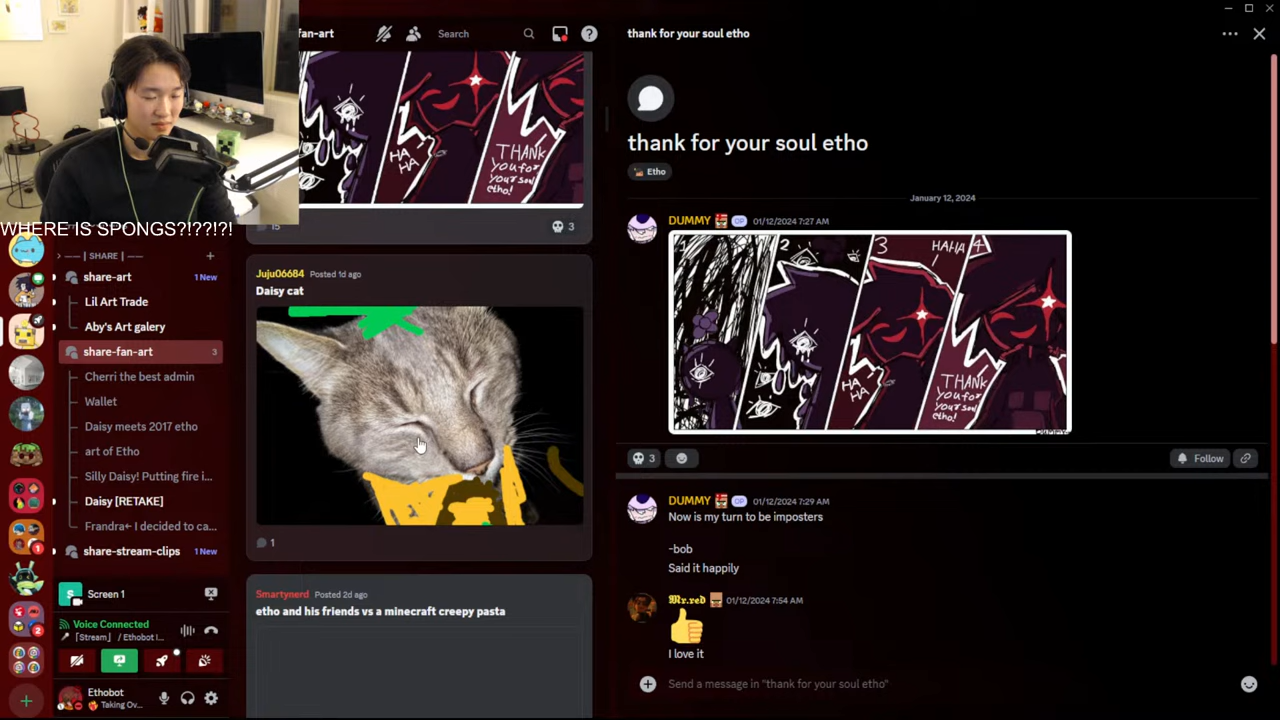 fan-art
Search
thank for your soul etho
HA
HA
THANK
you for
your soul
etho!
15
3
WHERE IS SPONGS?!??!?!
— | SHARE | —
share-art
1 New
Lil Art Trade
Aby's Art galery
share-fan-art
3
Cherri the best admin
Wallet
Daisy meets 2017 etho
art of Etho
Silly Daisy! Putting fire i...
Daisy [RETAKE]
Frandra← I decided to ca...
share-stream-clips
1 New
Screen 1
Voice Connected
[Stream] / Ethobot I...
Ethobot
Taking Ov...
1
2
Juju06684 Posted 1d ago
Daisy cat
1
Smartynerd Posted 2d ago
etho and his friends vs a minecraft creepy pasta
thank for your soul etho
Etho
January 12, 2024
DUMMY OP 01/12/2024 7:27 AM
2
3
HAHA
4
HA
HA
THANK
you for
your soul
etho!
3
Follow
DUMMY OP 01/12/2024 7:29 AM
Now is my turn to be imposters
-bob
Said it happily
Mr.red 01/12/2024 7:54 AM
I love it
Send a message in "thank for your soul etho"